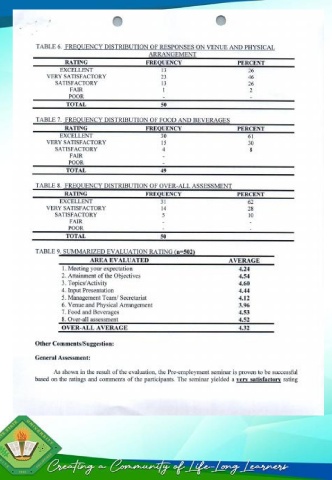 TABLE 6. FREQUENCY DISTRIBUTION OF RESPONSES ON VENUE AND PHYSICAL
ARRANGEMENT
RATING FREQUENCY PERCENT
EXCELLENT 13 26
VERY SATISFACTORY 23 46
SATISFACTORY 13 26
FAIR 1 2
POOR - -
TOTAL 50
TABLE 7. FREQUENCY DISTRIBUTION OF FOOD AND BEVERAGES
RATING FREQUENCY PERCENT
EXCELLENT 30 61
VERY SATISFACTORY 15 30
SATISFACTORY 4 8
FAIR - -
POOR - -
TOTAL 49
TABLE 8. FREQUENCY DISTRIBUTION OF OVER-ALL ASSESSMENT
RATING FREQUENCY PERCENT
EXCELLENT 31 62
VERY SATISFACTORY 14 28
SATISFACTORY 5 10
FAIR - -
POOR - -
TOTAL 50
TABLE 9. SUMMARIZED EVALUATION RATING (n=502)
AREA EVALUATED AVERAGE
1. Meeting your expectation 4.24
2. Attainment of the Objectives 4.54
3. Topics/Activity 4.60
4. Input Presentation 4.44
5. Management Team/ Secretariat 4.12
6. Venue and Physical Arrangement 3.96
7. Food and Beverages 4.53
8. Over-all assessment 4.52
OVER-ALL AVERAGE 4.32
Other Comments/Suggestion:
General Assessment:
As shown in the result of the evaluation, the Pre-employment seminar is proven to be successful
based on the ratings and comments of the participants. The seminar yielded a very satisfactory rating
Creating a Community of Life-Long Learners